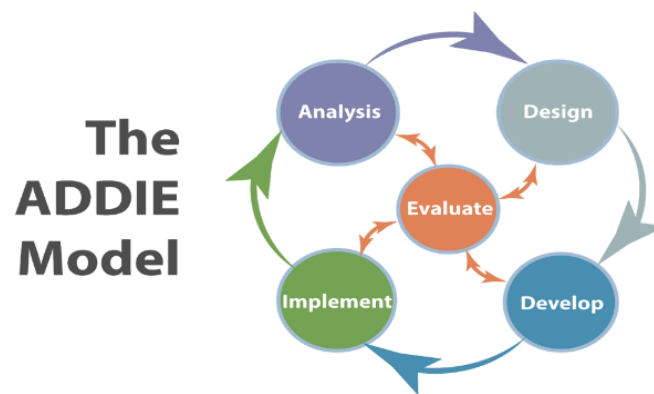 The
ADDIE
Model
Analysis
Design
Evaluate
Implement
Develop